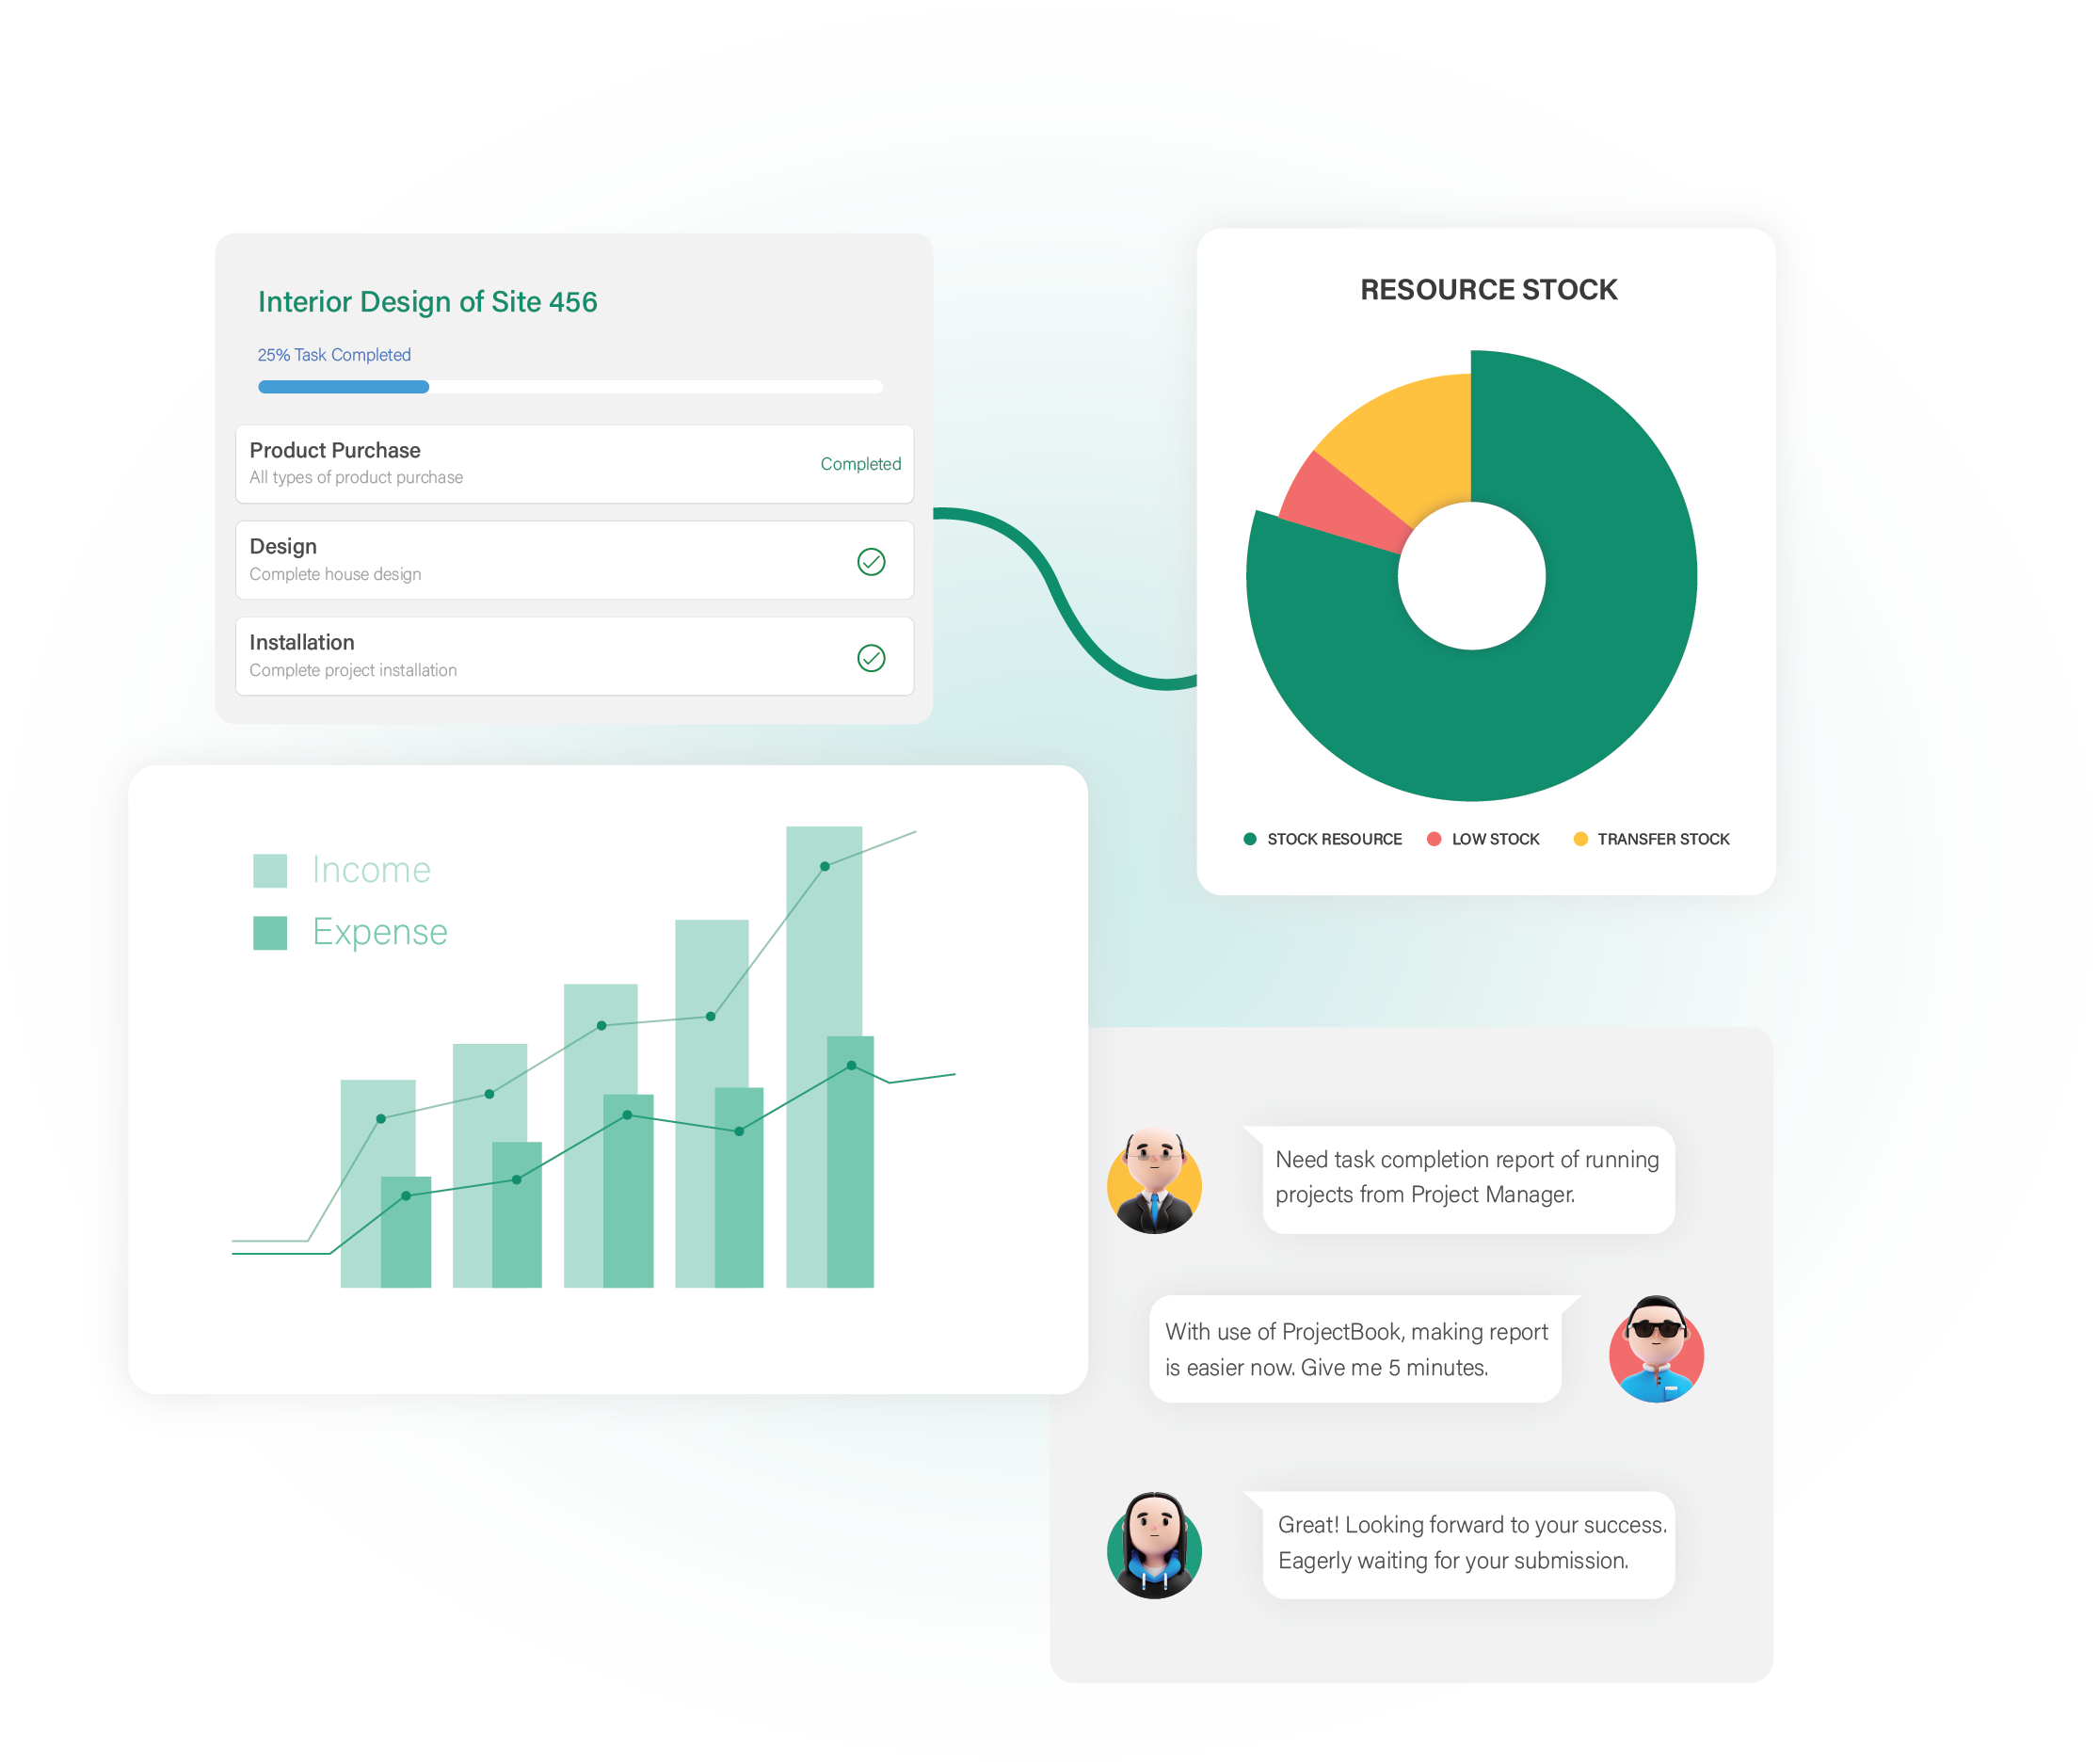 Interior Design of Site 456
25% Task Completed
Product Purchase
All types of product purchase
Completed
Design
Complete house design
Installation
Complete project installation
RESOURCE STOCK
STOCK RESOURCE
LOW STOCK
TRANSFER STOCK
Income
Expense
Need task completion report of running
projects from Project Manager.
With use of ProjectBook, making report
is easier now. Give me 5 minutes.
Great! Looking forward to your success.
Eagerly waiting for your submission.